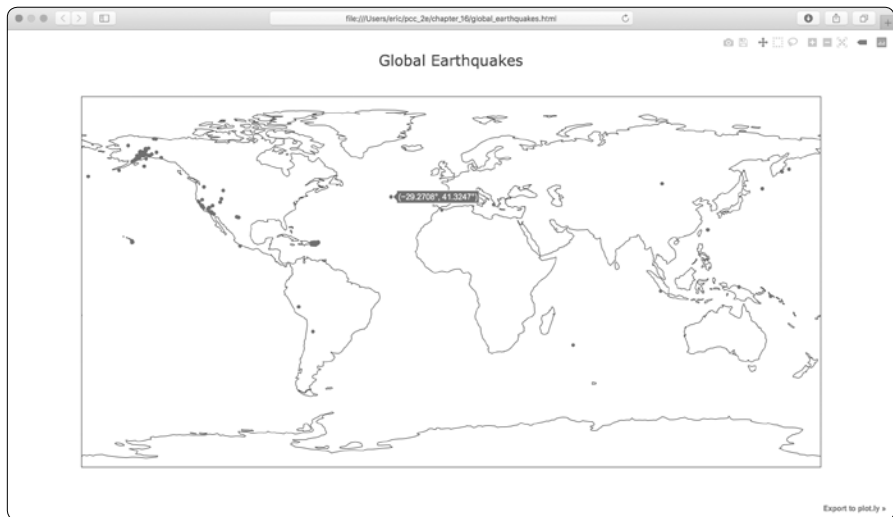 file:///Users/eric/pcc_2e/chapter_16/global_earthquakes.html
Global Earthquakes
(−29.2708°, 41.3247°)
Export to plot.ly »